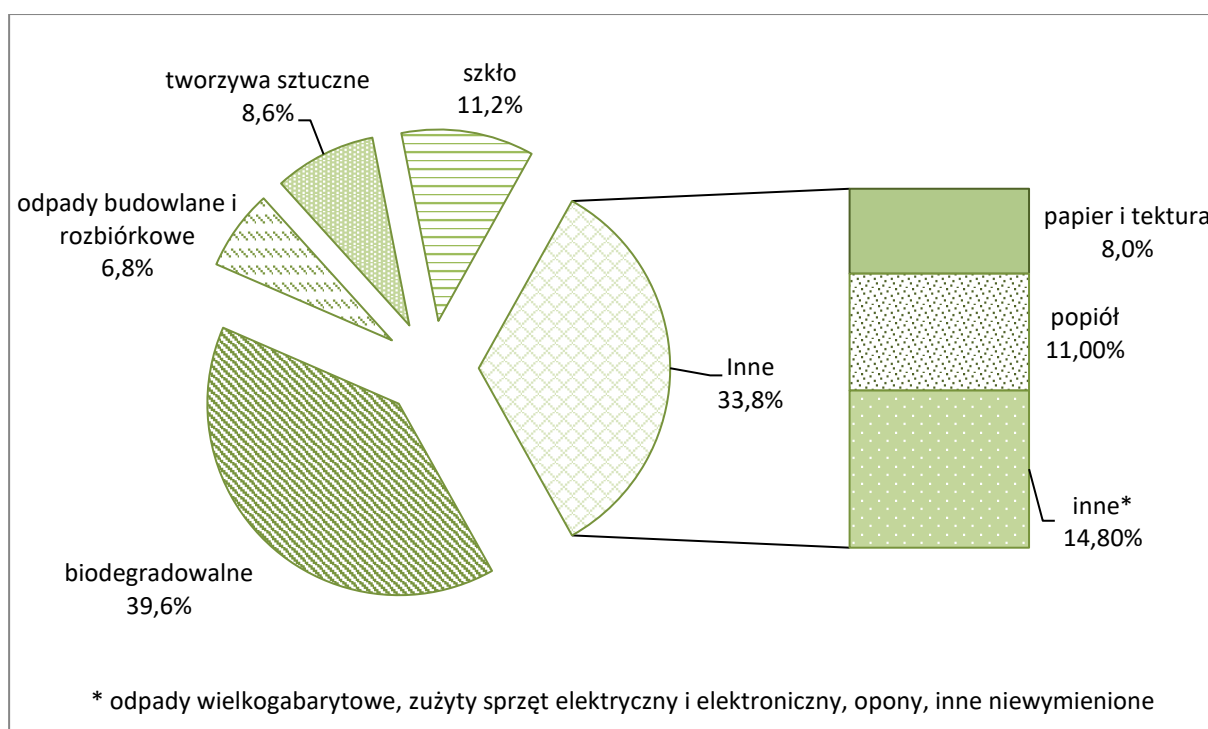 szkło
11,2%
tworzywa sztuczne
8,6%
odpady budowlane i
rozbiórkowe
6,8%
papier i tektura
8,0%
popiół
11,00%
Inne
33,8%
inne*
14,80%
biodegradowalne
39,6%
* odpady wielkogabarytowe, zużyty sprzęt elektryczny i elektroniczny, opony, inne niewymienione